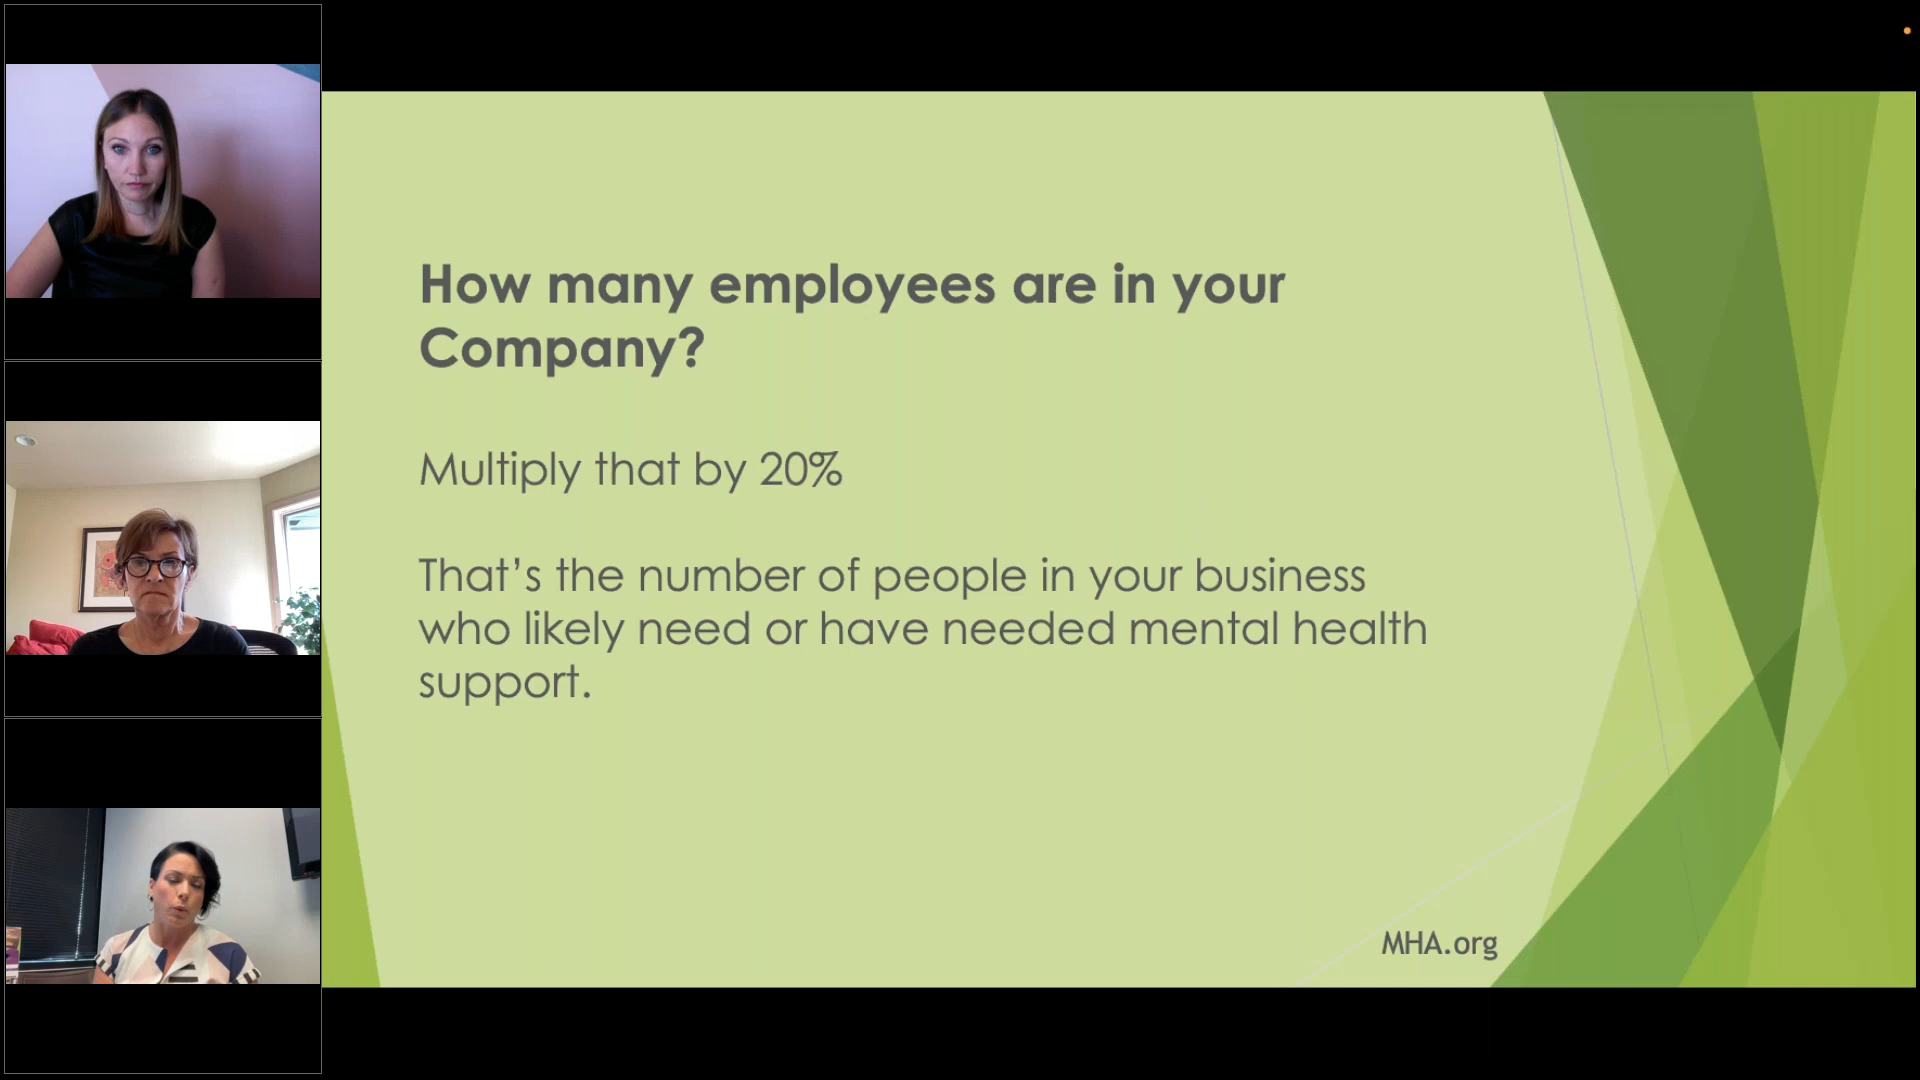 How many employees are in your
Company?
Multiply that by 20%
That’s the number of people in your business
who likely need or have needed mental health
support.
MHA.org